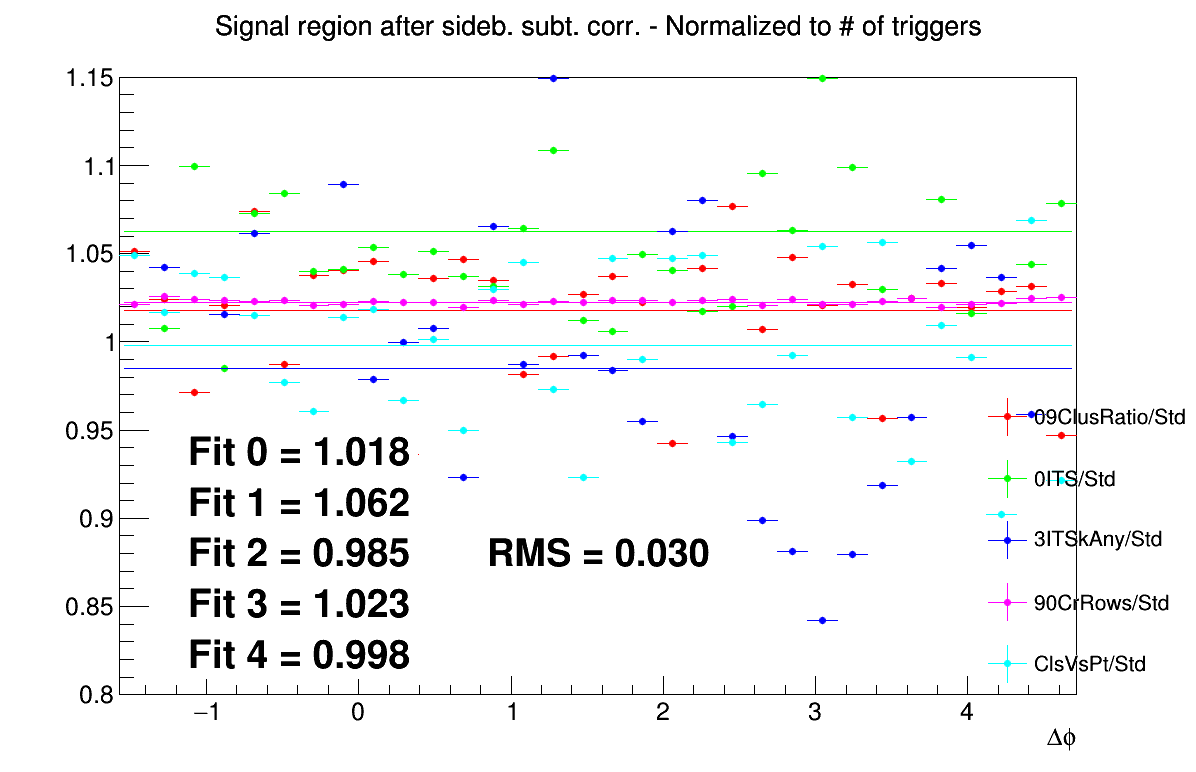 Signal region after sideb. subt. corr. - Normalized to # of triggers
1.15
1.1
1.05
1
0.95
0.9
0.85
0.8
Fit 0 = 1.018
Fit 1 = 1.062
Fit 2 = 0.985
Fit 3 = 1.023
Fit 4 = 0.998
RMS = 0.030
09ClusRatio/Std
0ITS/Std
3ITSkAny/Std
90CrRows/Std
ClsVsPt/Std
−1 0 1 2 3 4
Δϕ